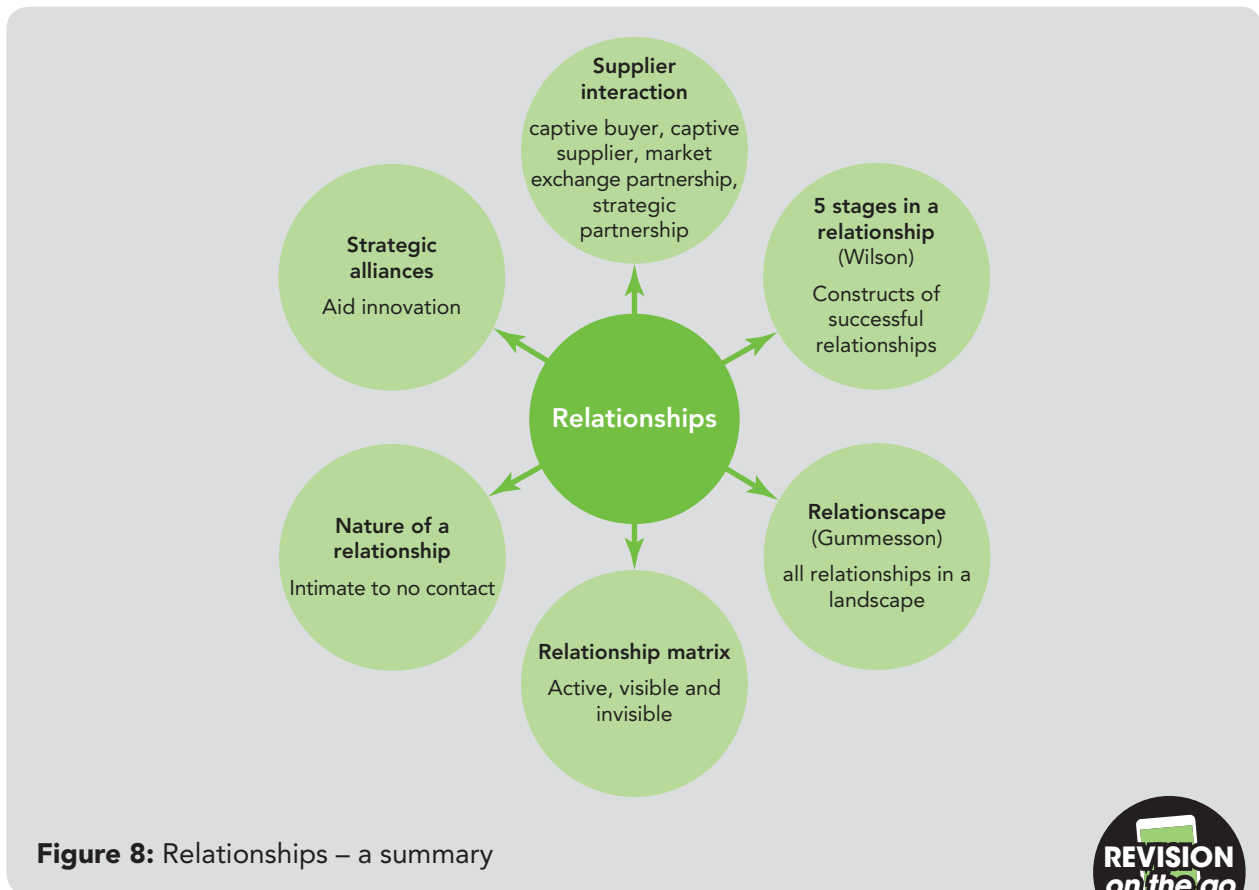 Supplier
interaction
captive buyer, captive
supplier, market
exchange partnership,
strategic
partnership
5 stages in a
relationship
(Wilson)
Constructs of
successful
relationships
Strategic
alliances
Aid innovation
Relationships
Nature of a
relationship
Intimate to no contact
Relationscape
(Gummesson)
all relationships in a
landscape
Relationship matrix
Active, visible and
invisible
Figure 8: Relationships – a summary
REVISION
on the go